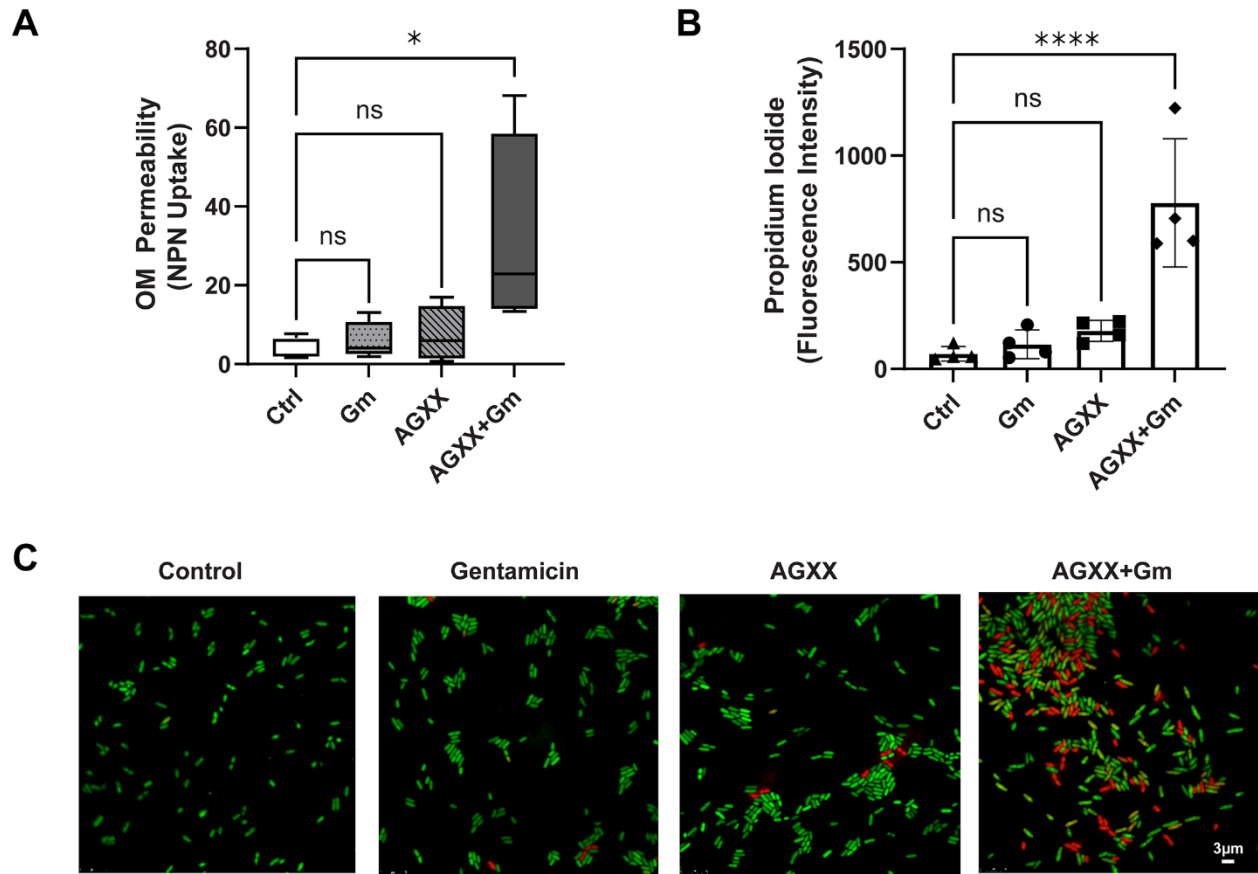 A
OM Permeability
(NPN Uptake)
80
60
40
20
0
*
ns
ns
Ctrl
Gm
AGXX
AGXX+Gm
B
Propidium Iodide
(Fluorescence Intensity)
1500
1000
500
0
****
ns
ns
Ctrl
Gm
AGXX
AGXX+Gm
C
Control
Gentamicin
AGXX
AGXX+Gm
3μm